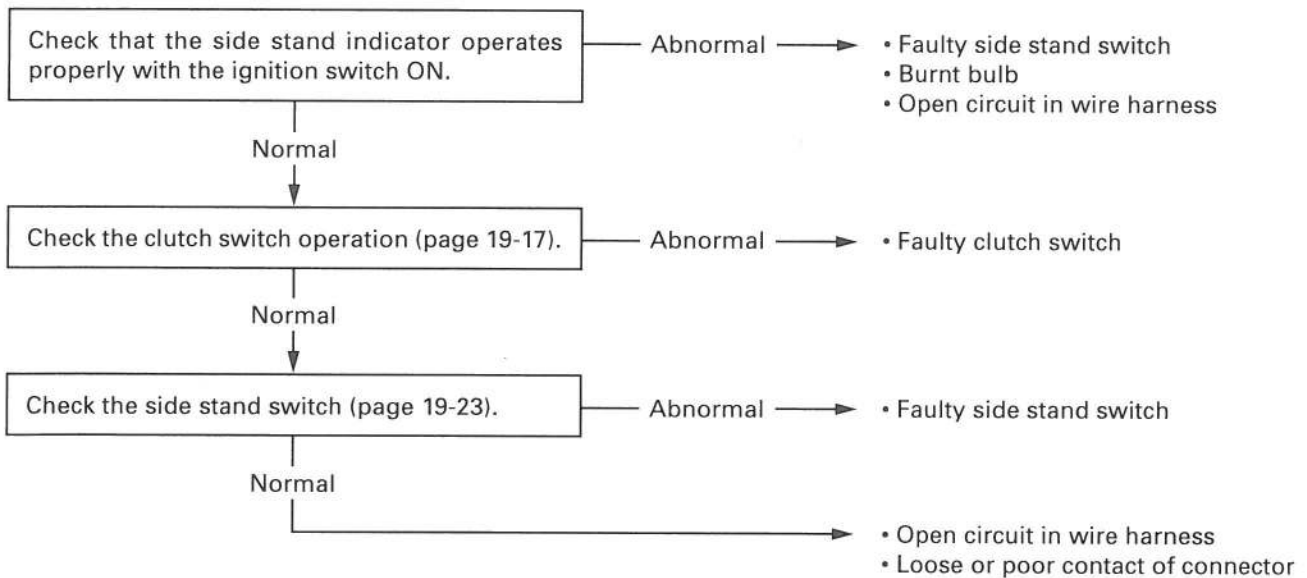 Check that the side stand indicator operates
properly with the ignition switch ON.
Abnormal
• Faulty side stand switch
• Burnt bulb
• Open circuit in wire harness
Normal
Check the clutch switch operation (page 19-17).
Abnormal
• Faulty clutch switch
Normal
Check the side stand switch (page 19-23).
Abnormal
• Faulty side stand switch
Normal
• Open circuit in wire harness
• Loose or poor contact of connector